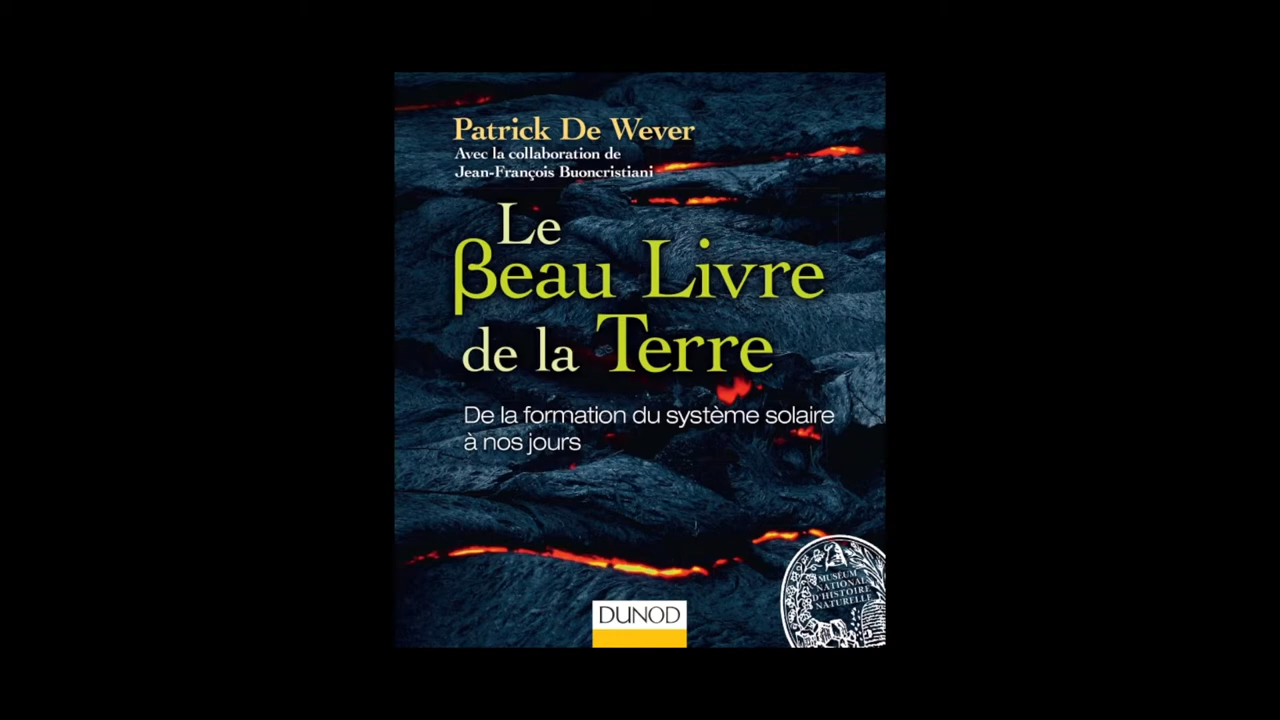 Patrick De Wever
Avec la collaboration de
Jean-François Buoncristiani
Le
βeau Livre
de la Terre
De la formation du système solaire
à nos jours
DUNOD
MUSEUM
NATIONAL
D'HISTOIRE
NATURELLE